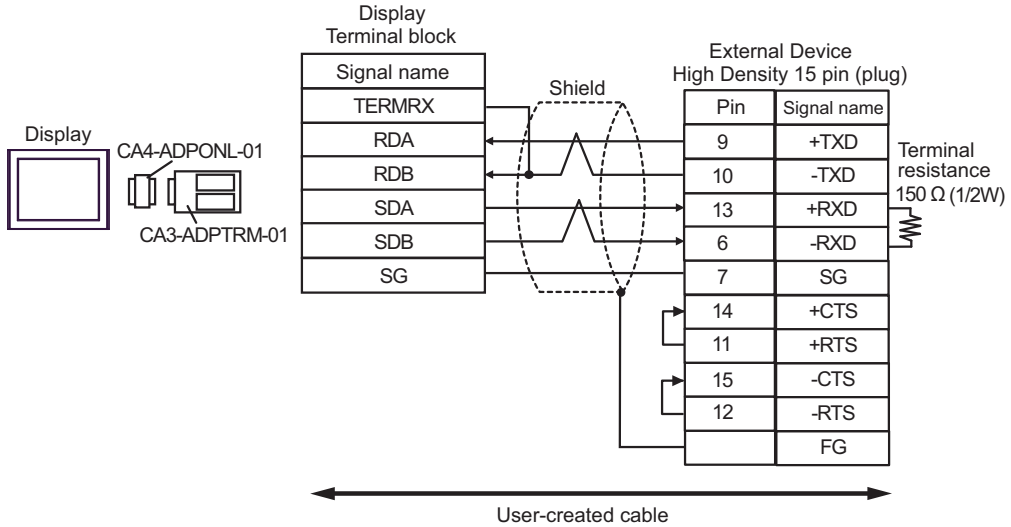 Display
CA4-ADPONL-01
CA3-ADPTRM-01
Display
Terminal block
Signal name
TERMRX
RDA
RDB
SDA
SDB
SG
Shield
External Device
High Density 15 pin (plug)
Pin Signal name
9 +TXD
10 -TXD
13 +RXD
6 -RXD
7 SG
14 +CTS
11 +RTS
15 -CTS
12 -RTS
FG
Terminal
resistance
150 Ω (1/2W)
User-created cable